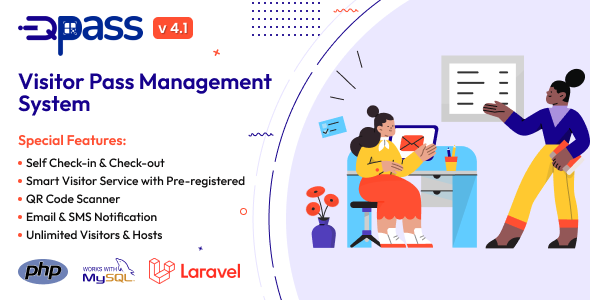 QPass v 4.1
Visitor Pass Management
System
Special Features:
Self Check-in & Check-out
Smart Visitor Service with Pre-registered
QR Code Scanner
Email & SMS Notification
Unlimited Visitors & Hosts
php
WORKS WITH
MySQL
Laravel